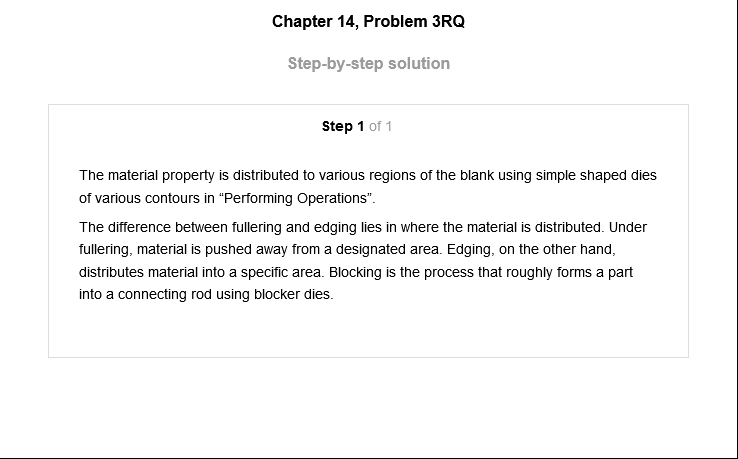 Chapter 14, Problem 3RQ
Step-by-step solution
Step 1 of 1
The material property is distributed to various regions of the blank using simple shaped dies
of various contours in “Performing Operations”.
The difference between fullering and edging lies in where the material is distributed. Under
fullering, material is pushed away from a designated area. Edging, on the other hand,
distributes material into a specific area. Blocking is the process that roughly forms a part
into a connecting rod using blocker dies.